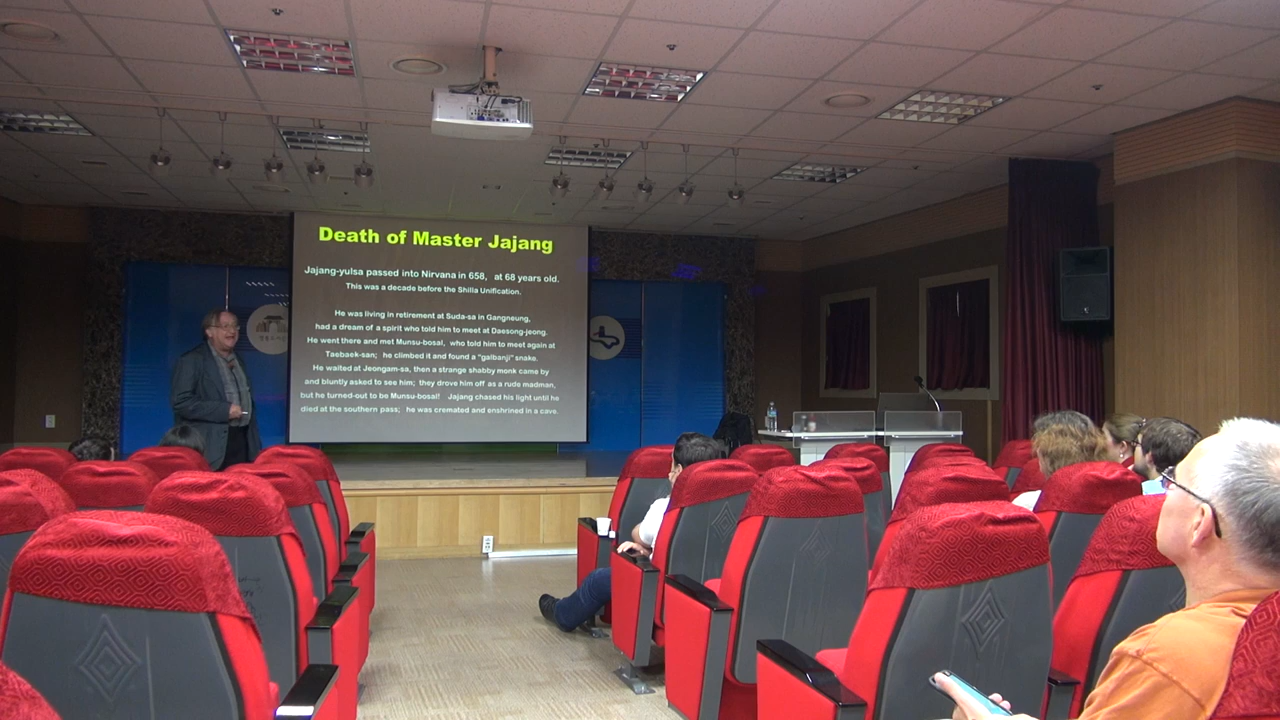 Death of Master Jajang
Jajang-yulsa passed into Nirvana in 658, at 68 years old.
This was a decade before the Shilla Unification.
He was living in retirement at Suda-sa in Gangneung,
had a dream of a spirit who told him to meet at Daesong-jeong.
He went there and met Munsu-bosal, who told him to meet again at
Taebaek-san; he climbed it and found a "galbanji" snake.
He waited at Jeongam-sa, then a strange shabby monk came by
and bluntly asked to see him; they drove him off as a rude madman,
but he turned-out to be Munsu-bosal! Jajang chased his light until he
died at the southern pass; he was cremated and enshrined in a cave.